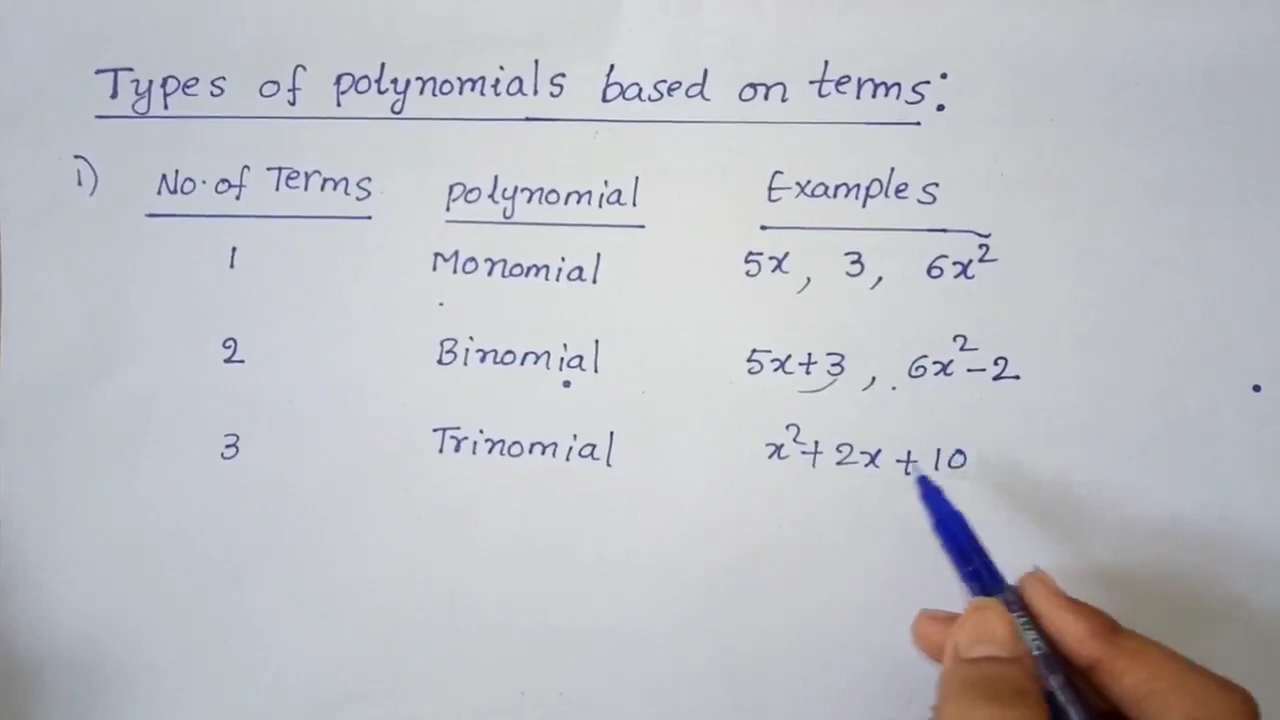 Types of polynomials based on terms:
i) No. of Terms polynomial Examples
1 Monomial 5x, 3, 6x²
2 Binomial 5x+3, 6x²-2
3 Trinomial x²+2x+10